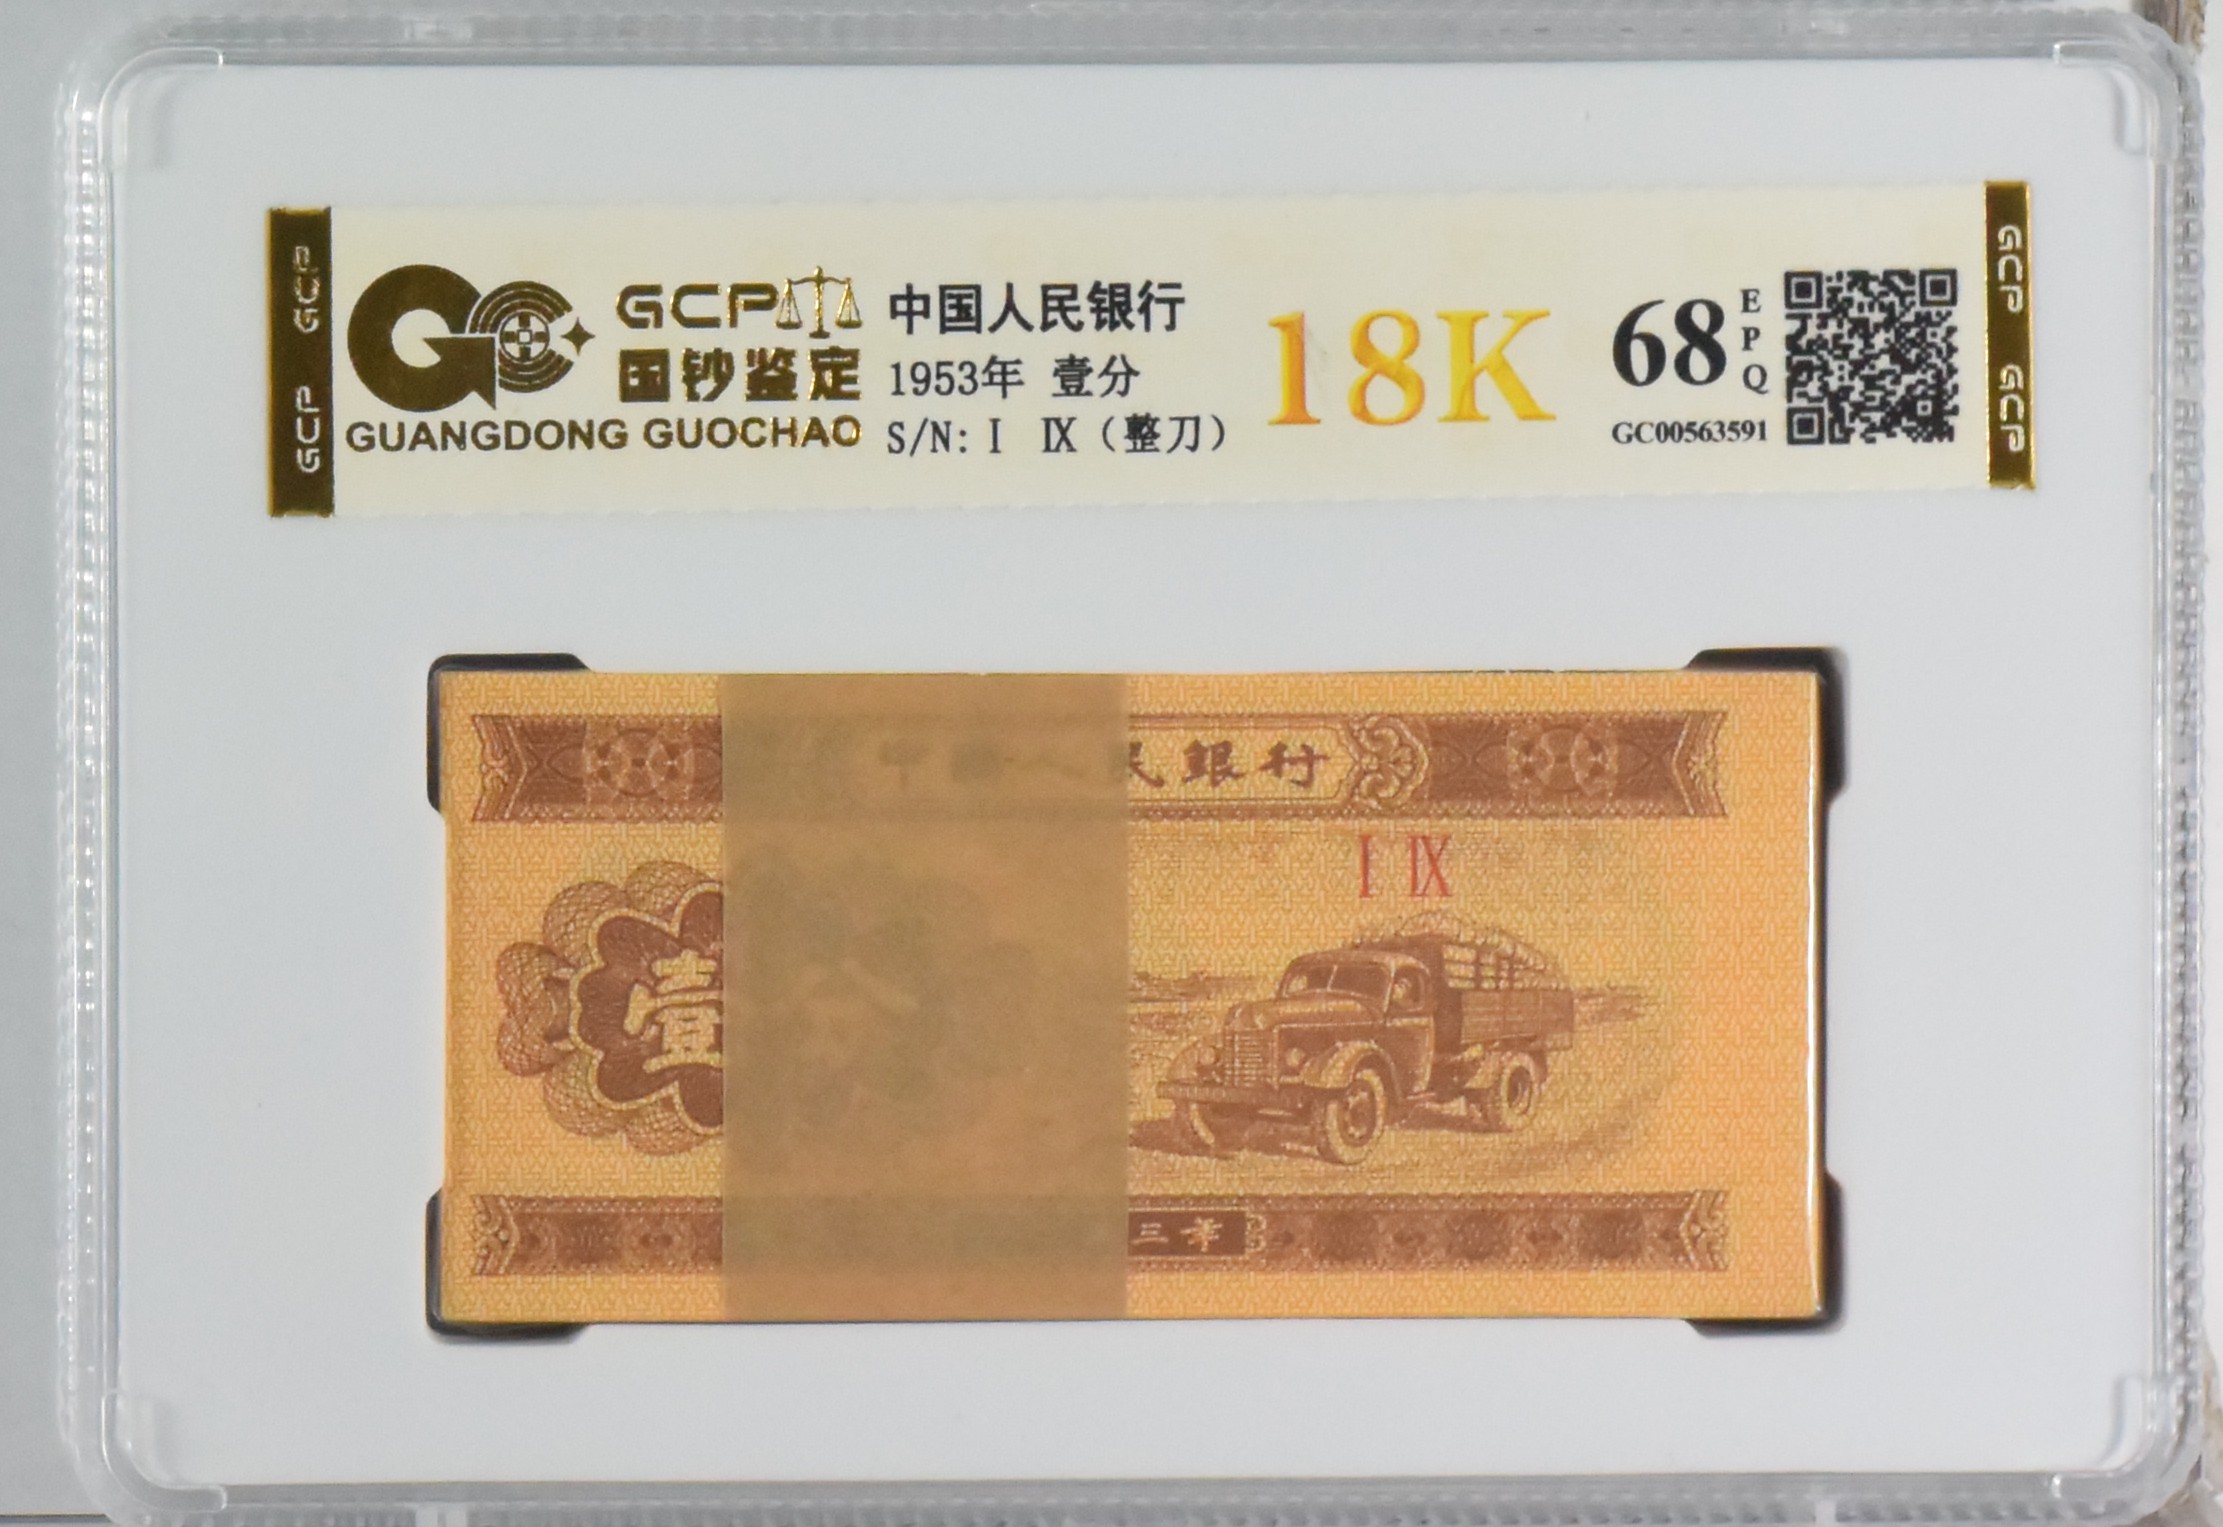 GCP GCP
GCP
国钞鉴定
GUANGDONG GUOCHAO
中国人民银行
1953年 壹分
S/N: I IX (整刀)
18K
68
EPQ
GC00563591
GCP GCP
中 人民銀行
I IX
壹
三年